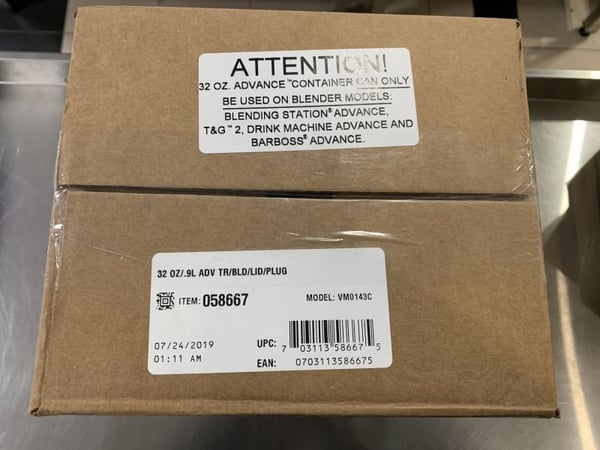 ATTENTION!
32 OZ. ADVANCE™ CONTAINER CAN ONLY
BE USED ON BLENDER MODELS:
BLENDING STATION® ADVANCE,
T&G™ 2, DRINK MACHINE ADVANCE AND
BARBOSS® ADVANCE.
32 OZ/.9L ADV TR/BLD/LID/PLUG
ITEM: 058667 MODEL: VM0143C
07/24/2019 UPC: 7 03113 58667 5
01:11 AM EAN: 0703113586675